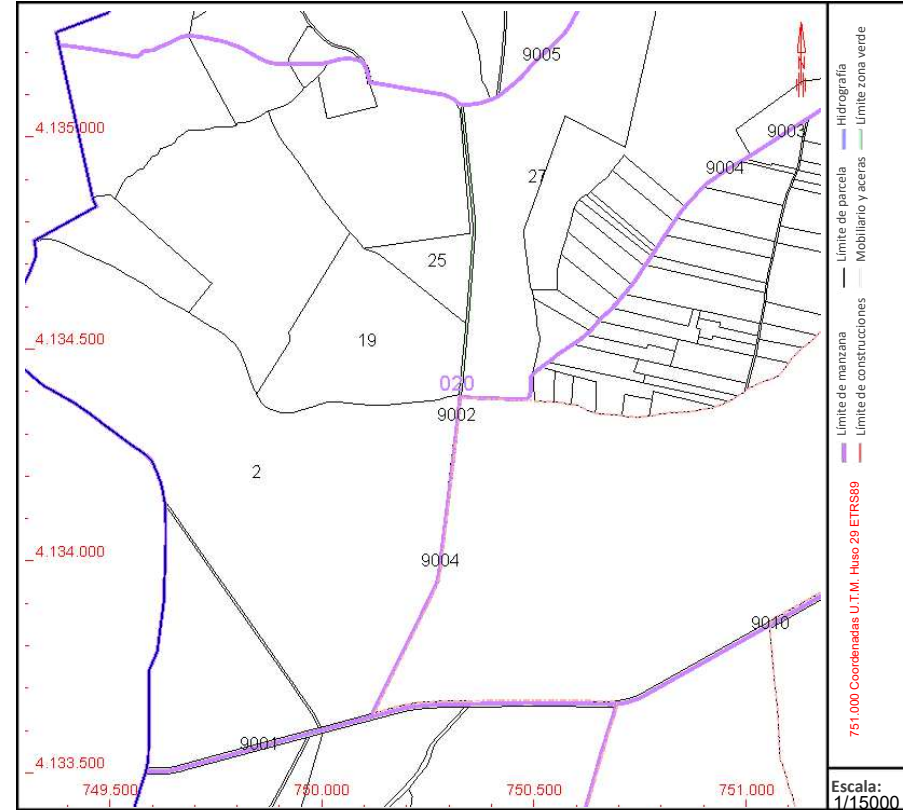 9005
4.135.000
9003
9004
27
25
4.134.500
19
020
9002
2
4.134.000
9004
9010
9001
4.133.500
749.500
750.000
750.500
751.000
Límite de manzana
Límite de parcela
Hidrografía
Límite de construcciones
Mobiliario y aceras
Límite zona verde
751.000 Coordenadas U.T.M. Huso 29 ETRS89
Escala:
1/15000